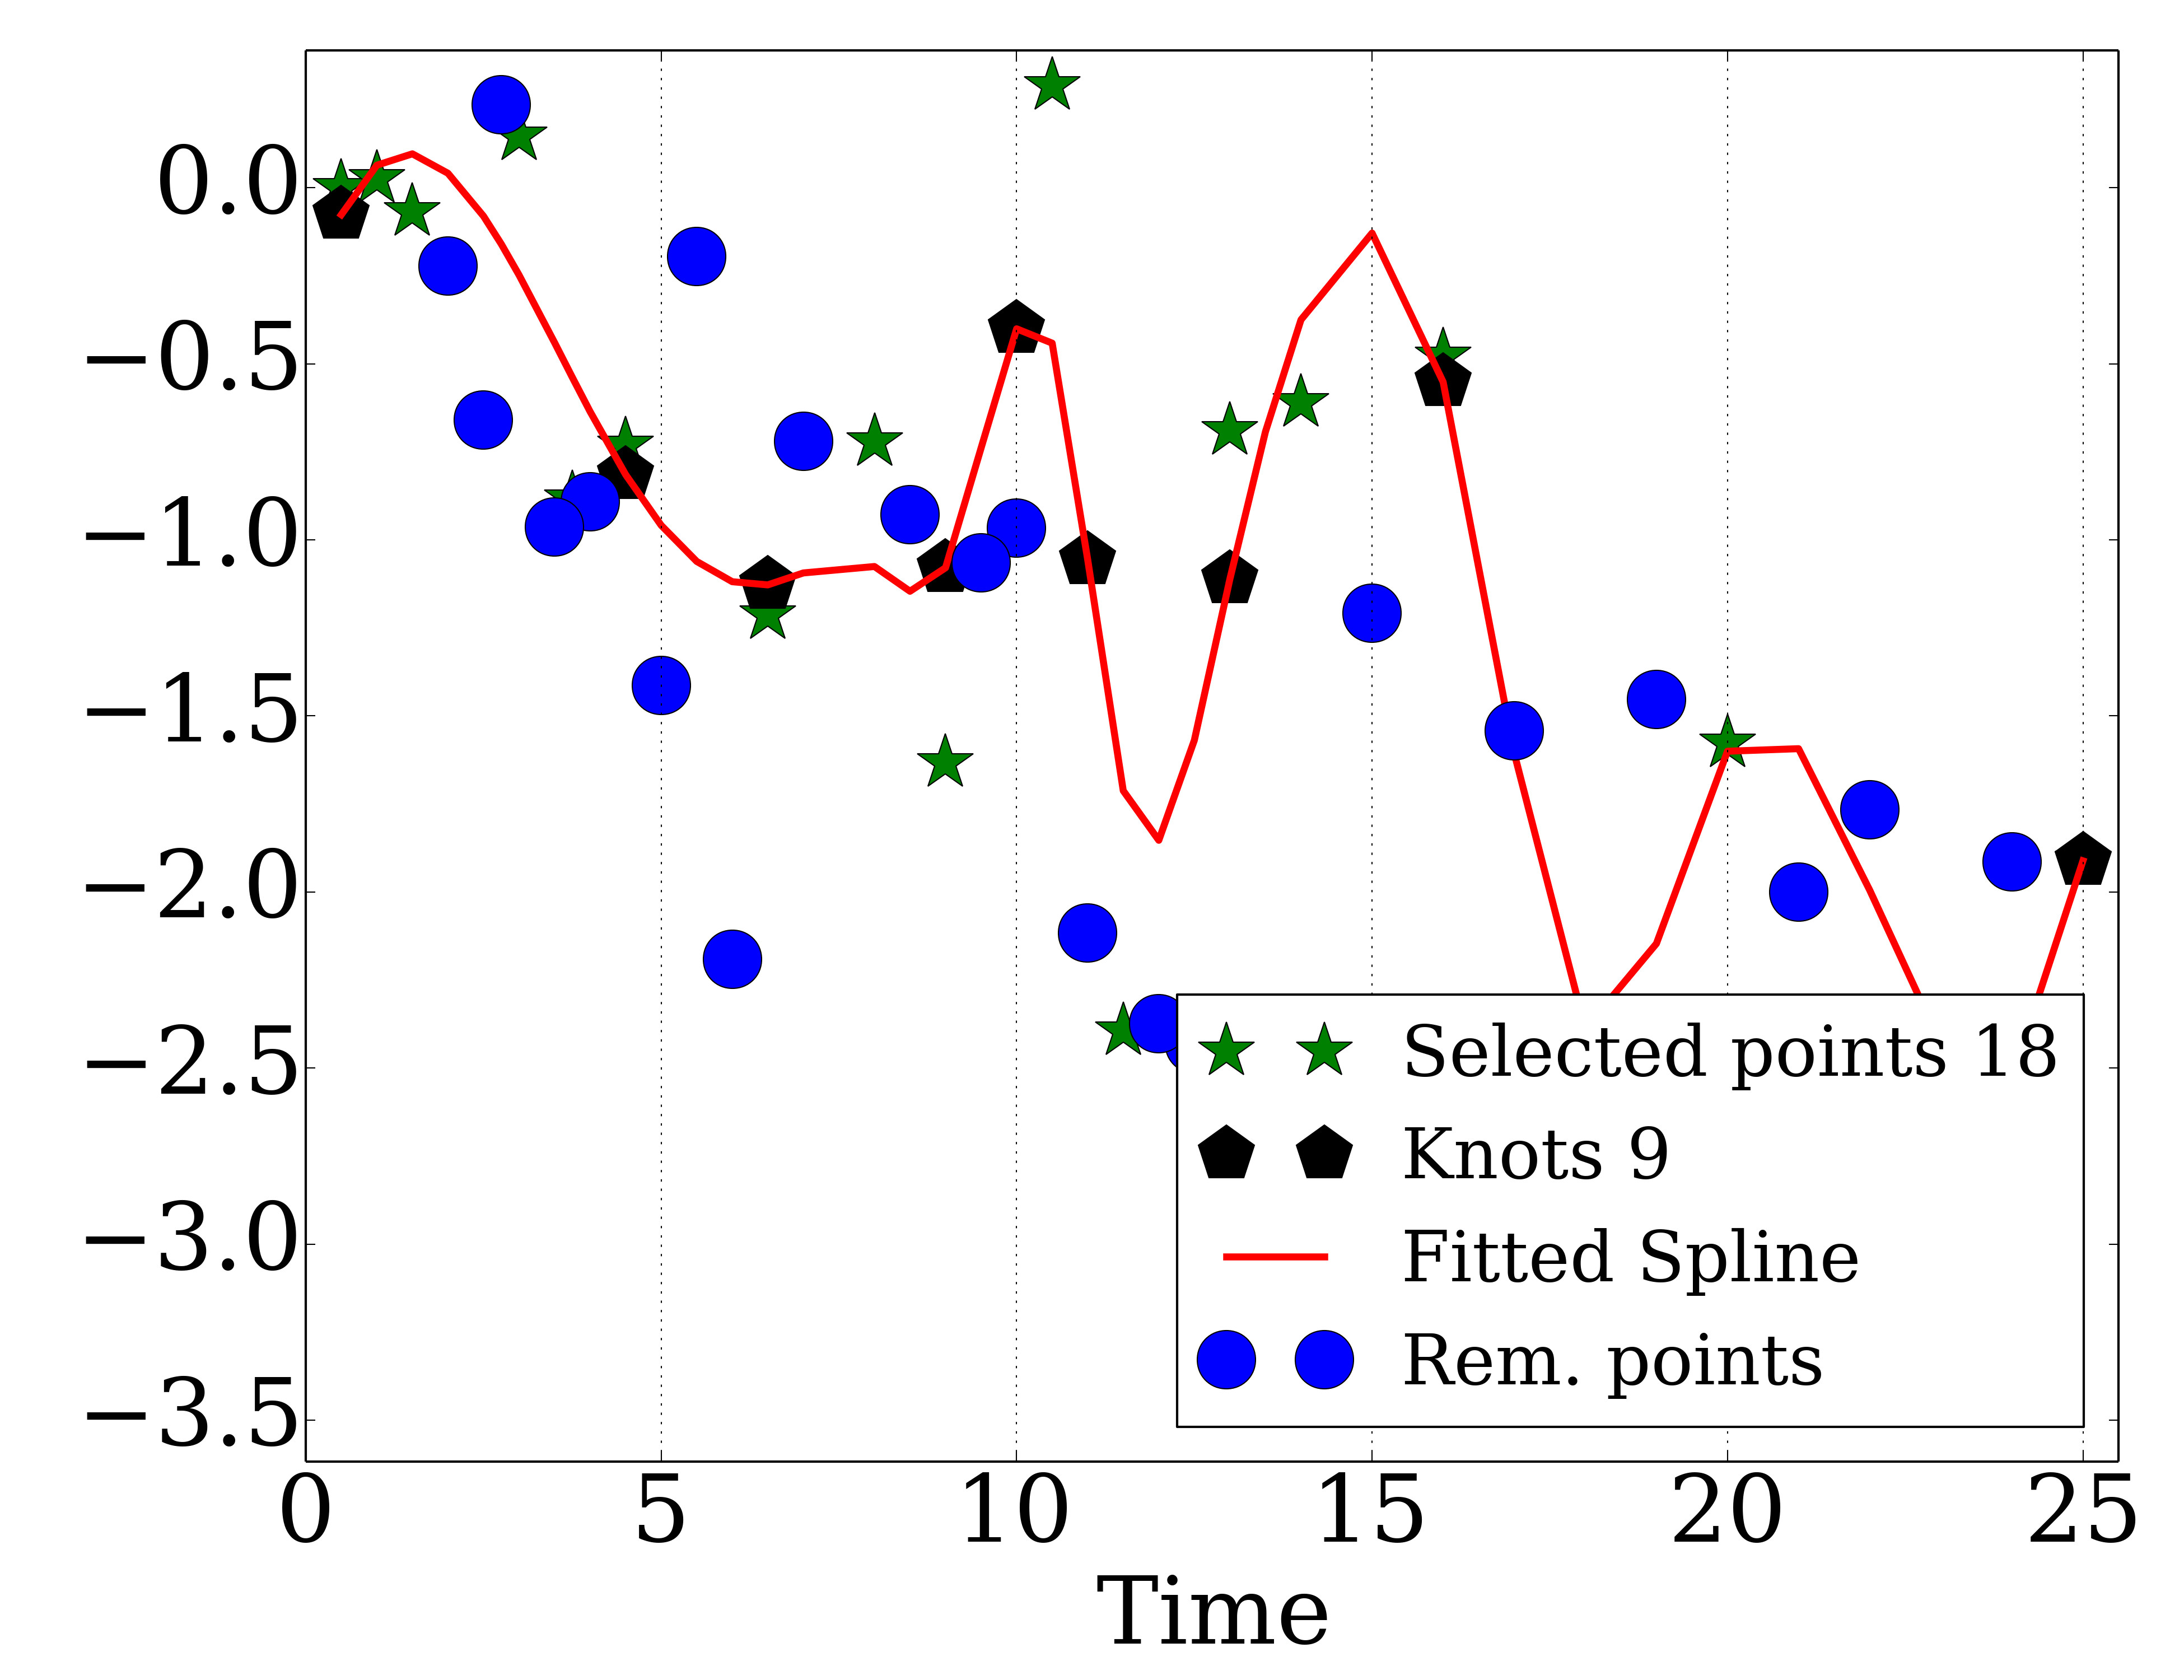 0.0
−0.5
−1.0
−1.5
−2.0
−2.5
−3.0
−3.5
Selected points 18
Knots 9
Fitted Spline
Rem. points
0 5 10 15 20 25
Time